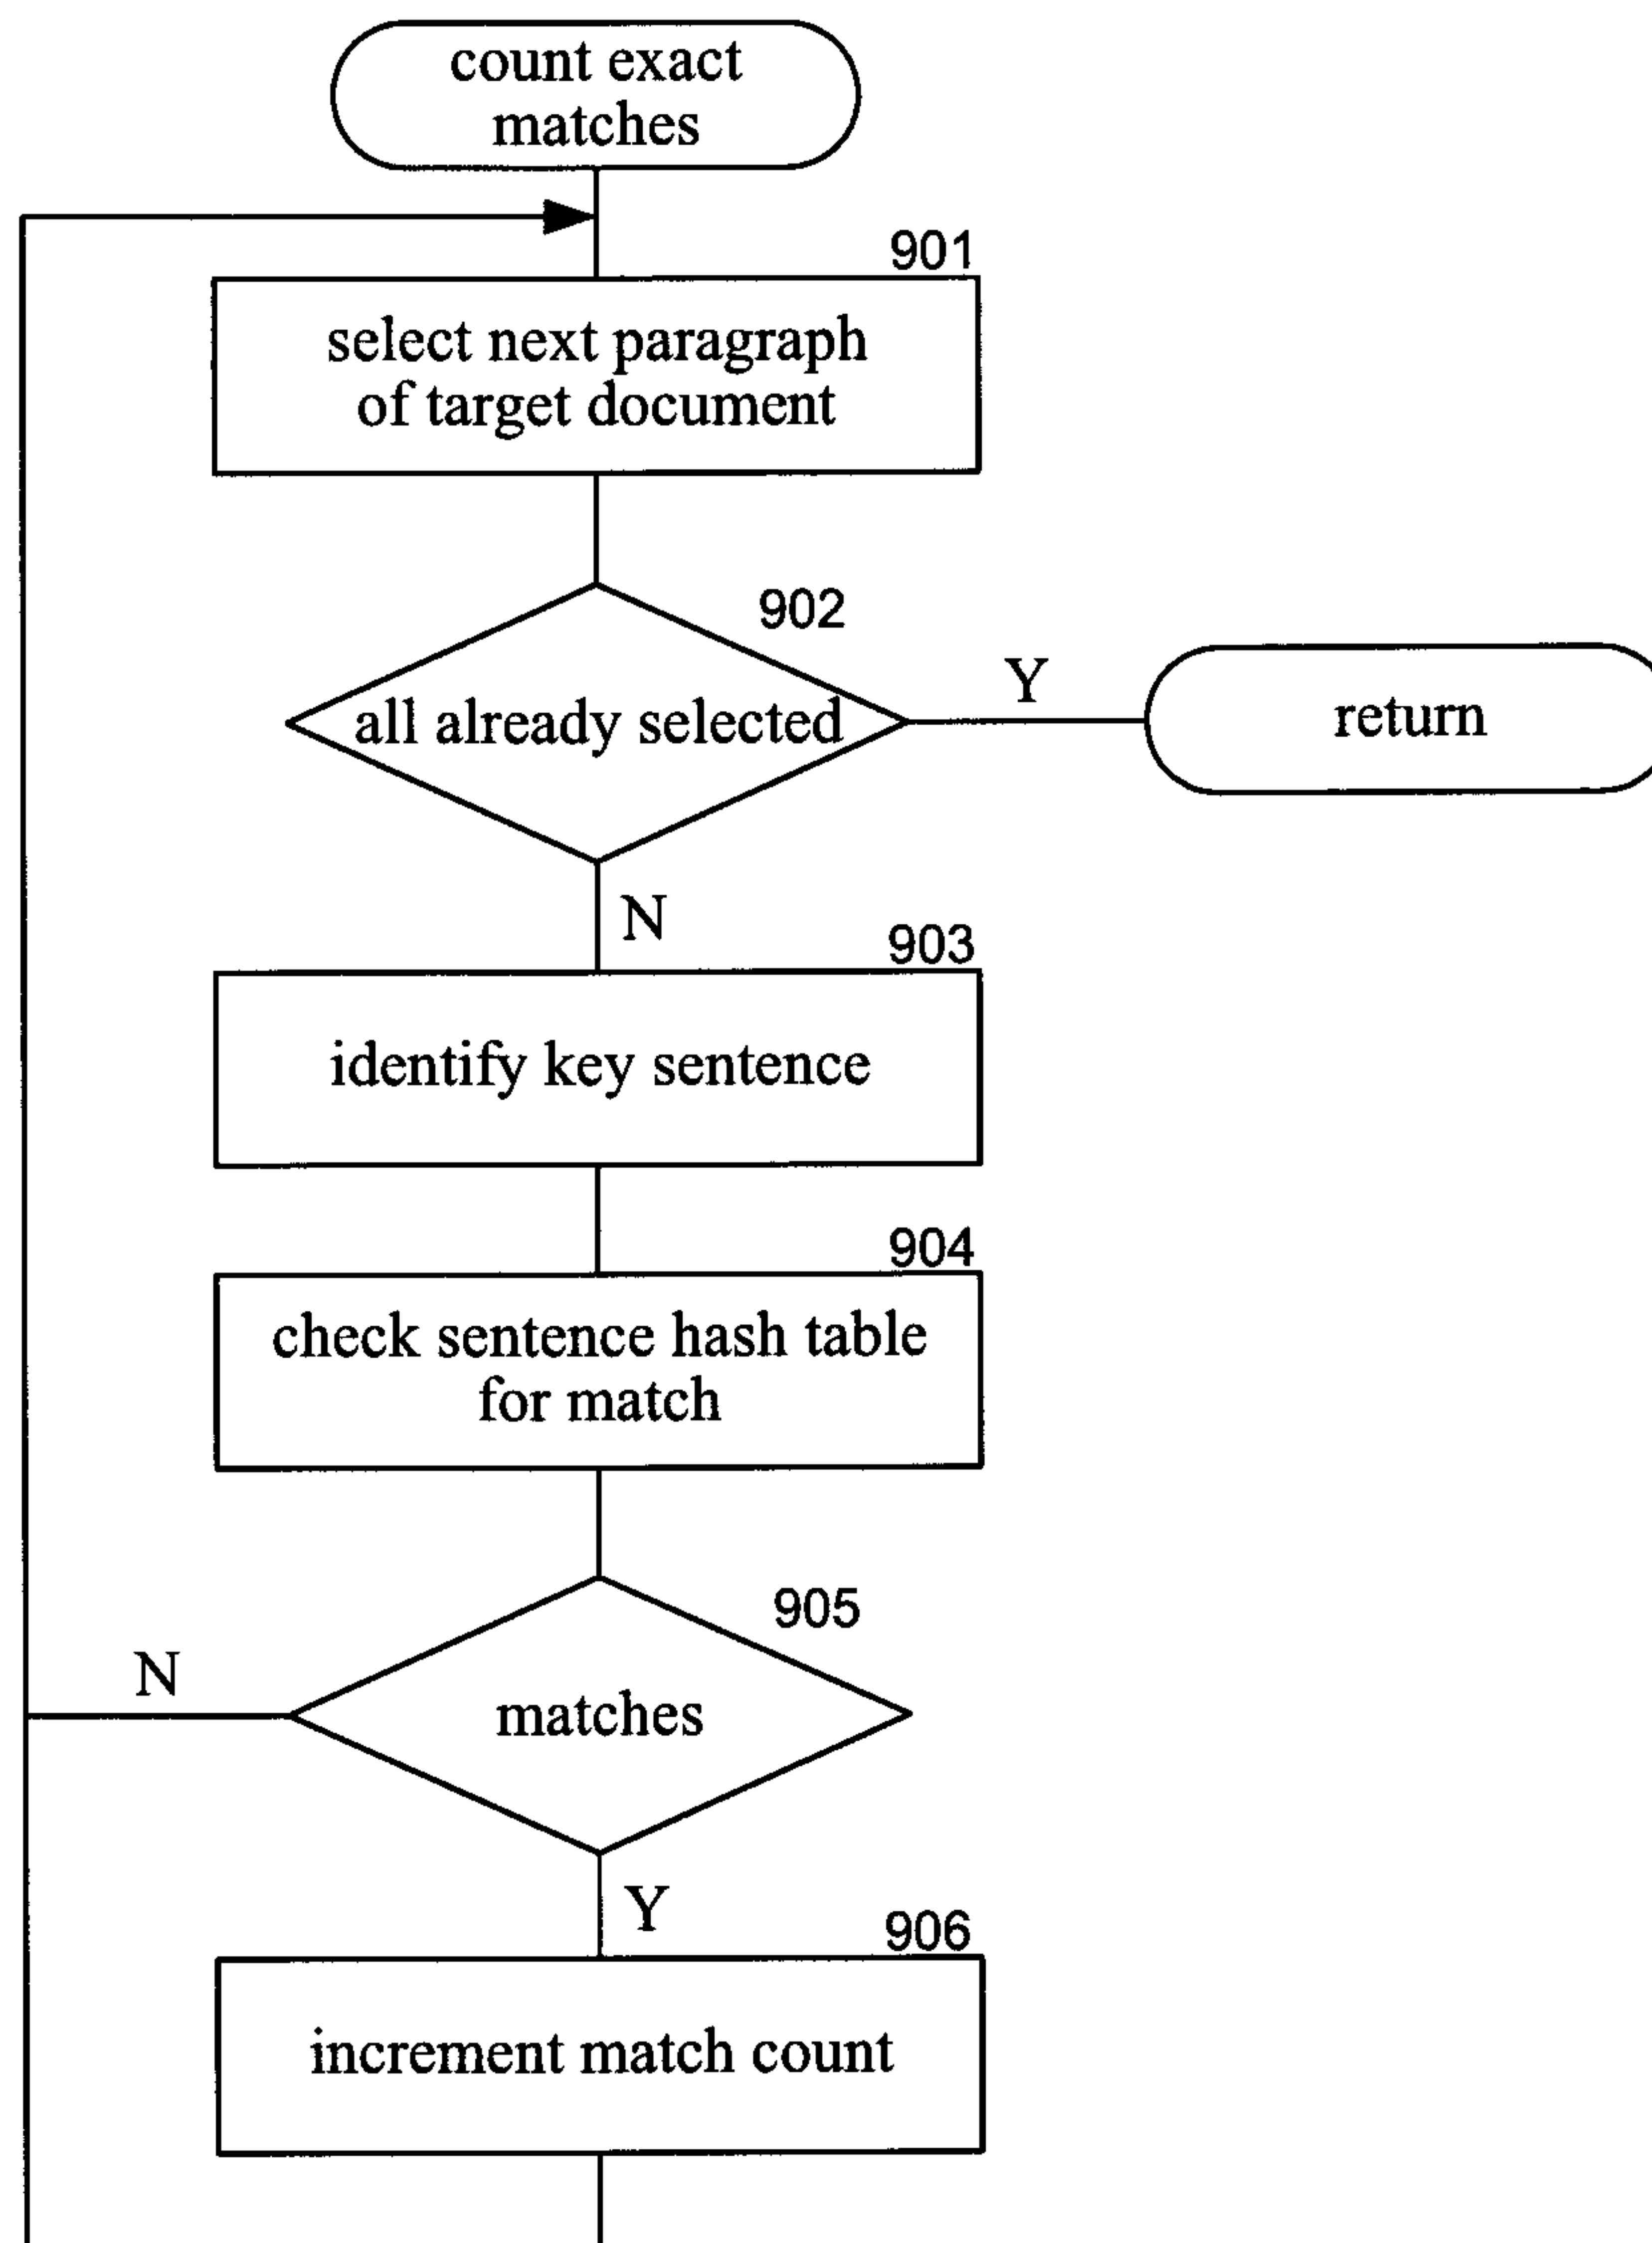 count exact
matches
901
select next paragraph
of target document
902
all already selected
Y
return
N
903
identify key sentence
904
check sentence hash table
for match
905
N
matches
Y
906
increment match count